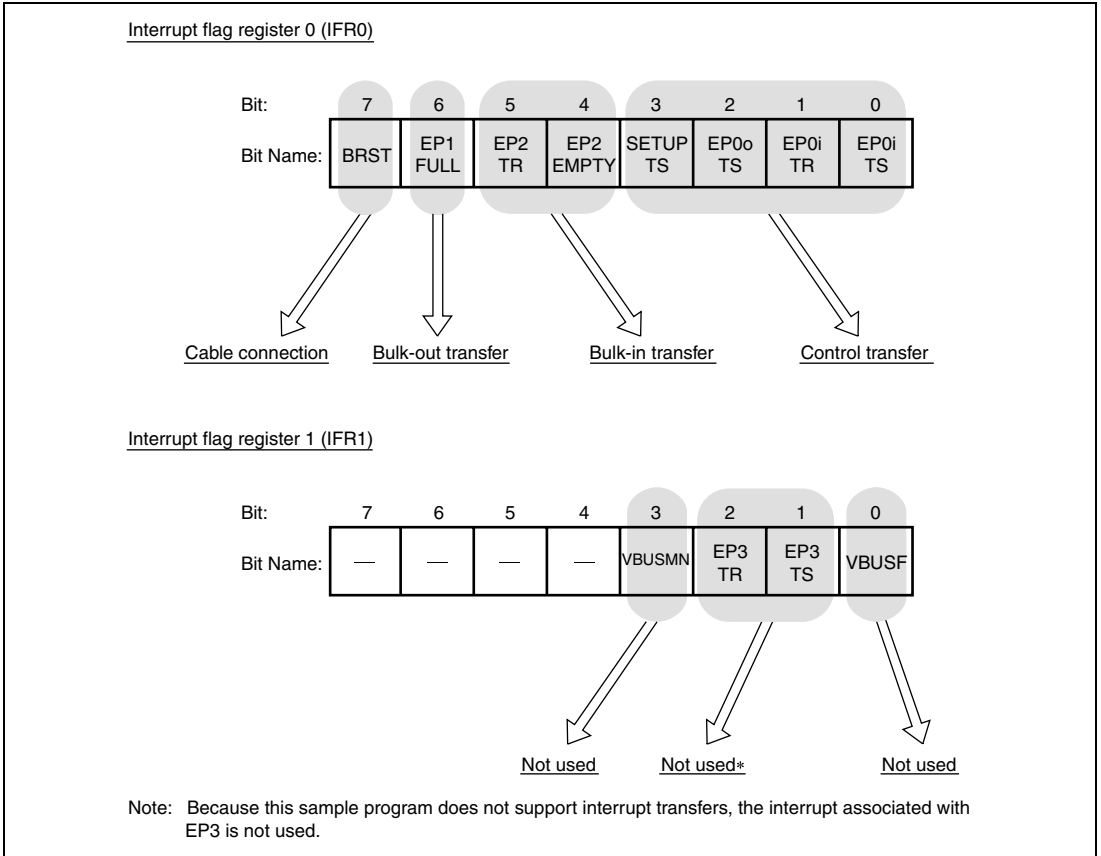 Interrupt flag register 0 (IFR0)
Bit: 7 6 5 4 3 2 1 0
Bit Name: BRST EP1 FULL EP2 TR EP2 EMPTY SETUP TS EP0o TS EP0i TR EP0i TS
Cable connection Bulk-out transfer Bulk-in transfer Control transfer
Interrupt flag register 1 (IFR1)
Bit: 7 6 5 4 3 2 1 0
Bit Name: — — — — VBUSMN EP3 TR EP3 TS VBUSF
Not used Not used* Not used
Note: Because this sample program does not support interrupt transfers, the interrupt associated with
EP3 is not used.